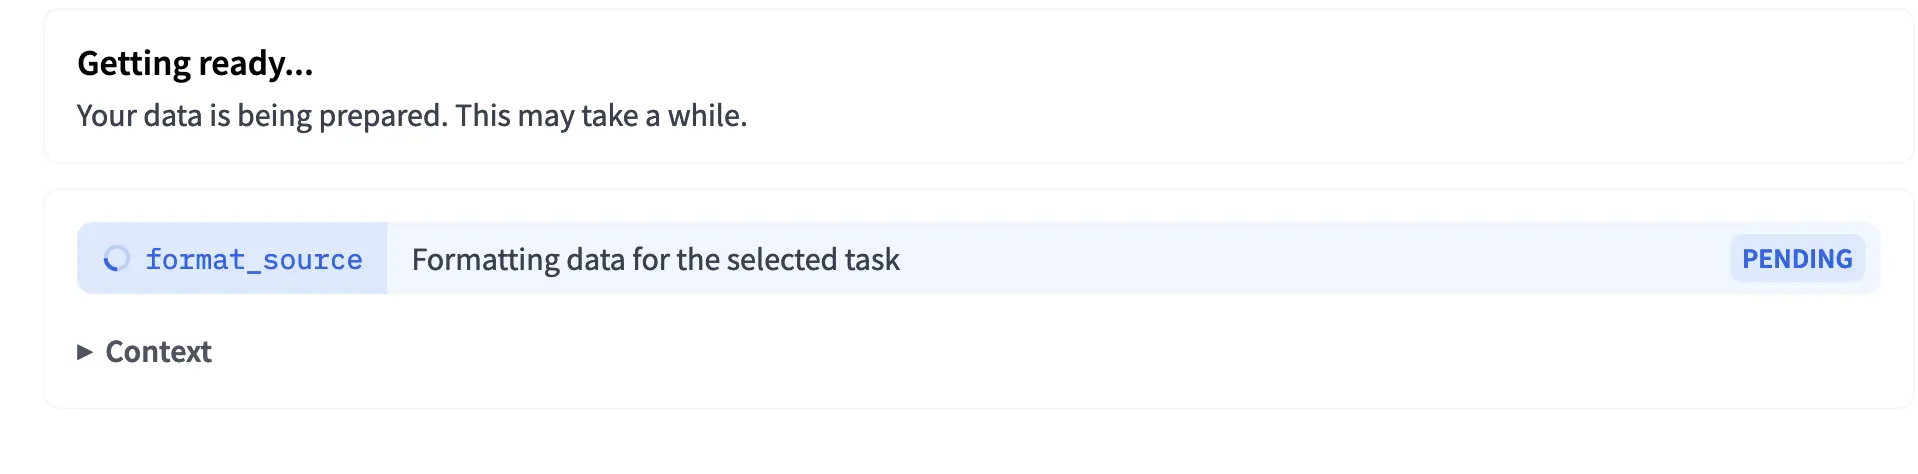 Getting ready...
Your data is being prepared. This may take a while.
format_source Formatting data for the selected task PENDING
Context